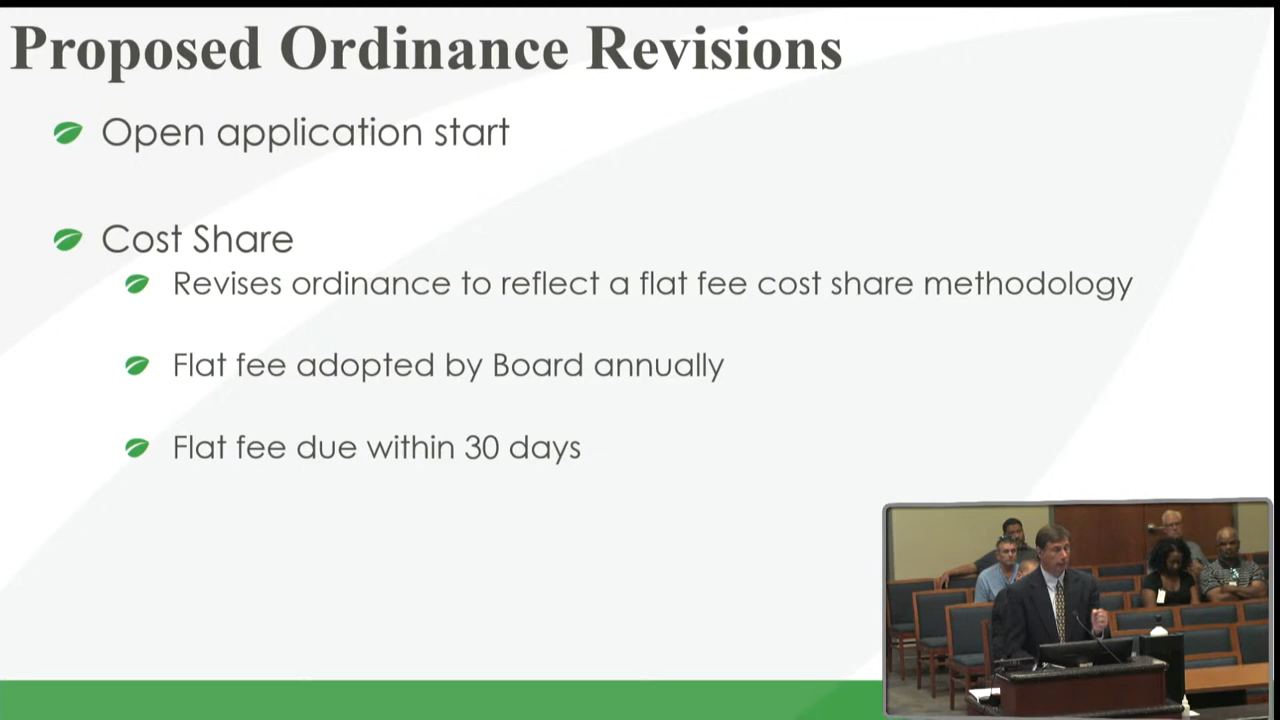 Proposed Ordinance Revisions
Open application start
Cost Share
Revises ordinance to reflect a flat fee cost share methodology
Flat fee adopted by Board annually
Flat fee due within 30 days